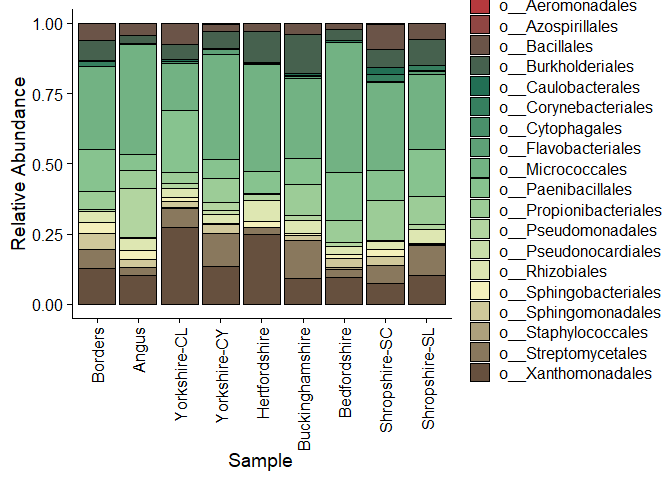 1.00
0.75
0.50
0.25
0.00
Relative Abundance
Borders
Angus
Yorkshire-CL
Yorkshire-CY
Hertfordshire
Buckinghamshire
Bedfordshire
Shropshire-SC
Shropshire-SL
Sample
o__Aeromonadales
o__Azospirillales
o__Bacillales
o__Burkholderiales
o__Caulobacterales
o__Corynebacteriales
o__Cytophagales
o__Flavobacteriales
o__Micrococcales
o__Paenibacillales
o__Propionibacteriales
o__Pseudomonadales
o__Pseudonocardiales
o__Rhizobiales
o__Sphingobacteriales
o__Sphingomonadales
o__Staphylococcales
o__Streptomycetales
o__Xanthomonadales